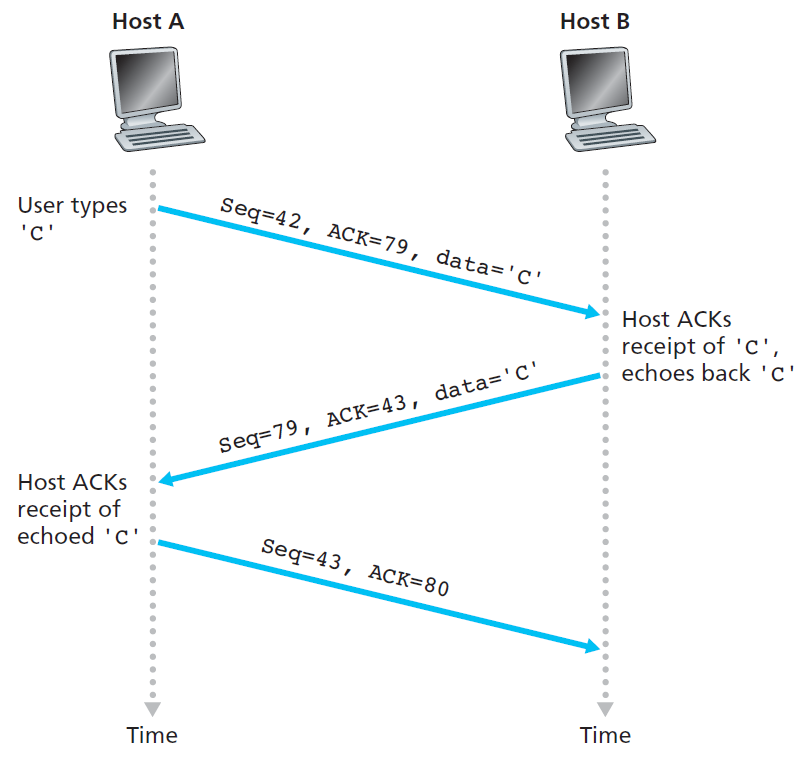 Host A
Host B
User types
'C'
Seq=42, ACK=79, data='C'
Host ACKs
receipt of 'C',
echoes back 'C'
Seq=79, ACK=43, data='C'
Host ACKs
receipt of
echoed 'C'
Seq=43, ACK=80
Time
Time